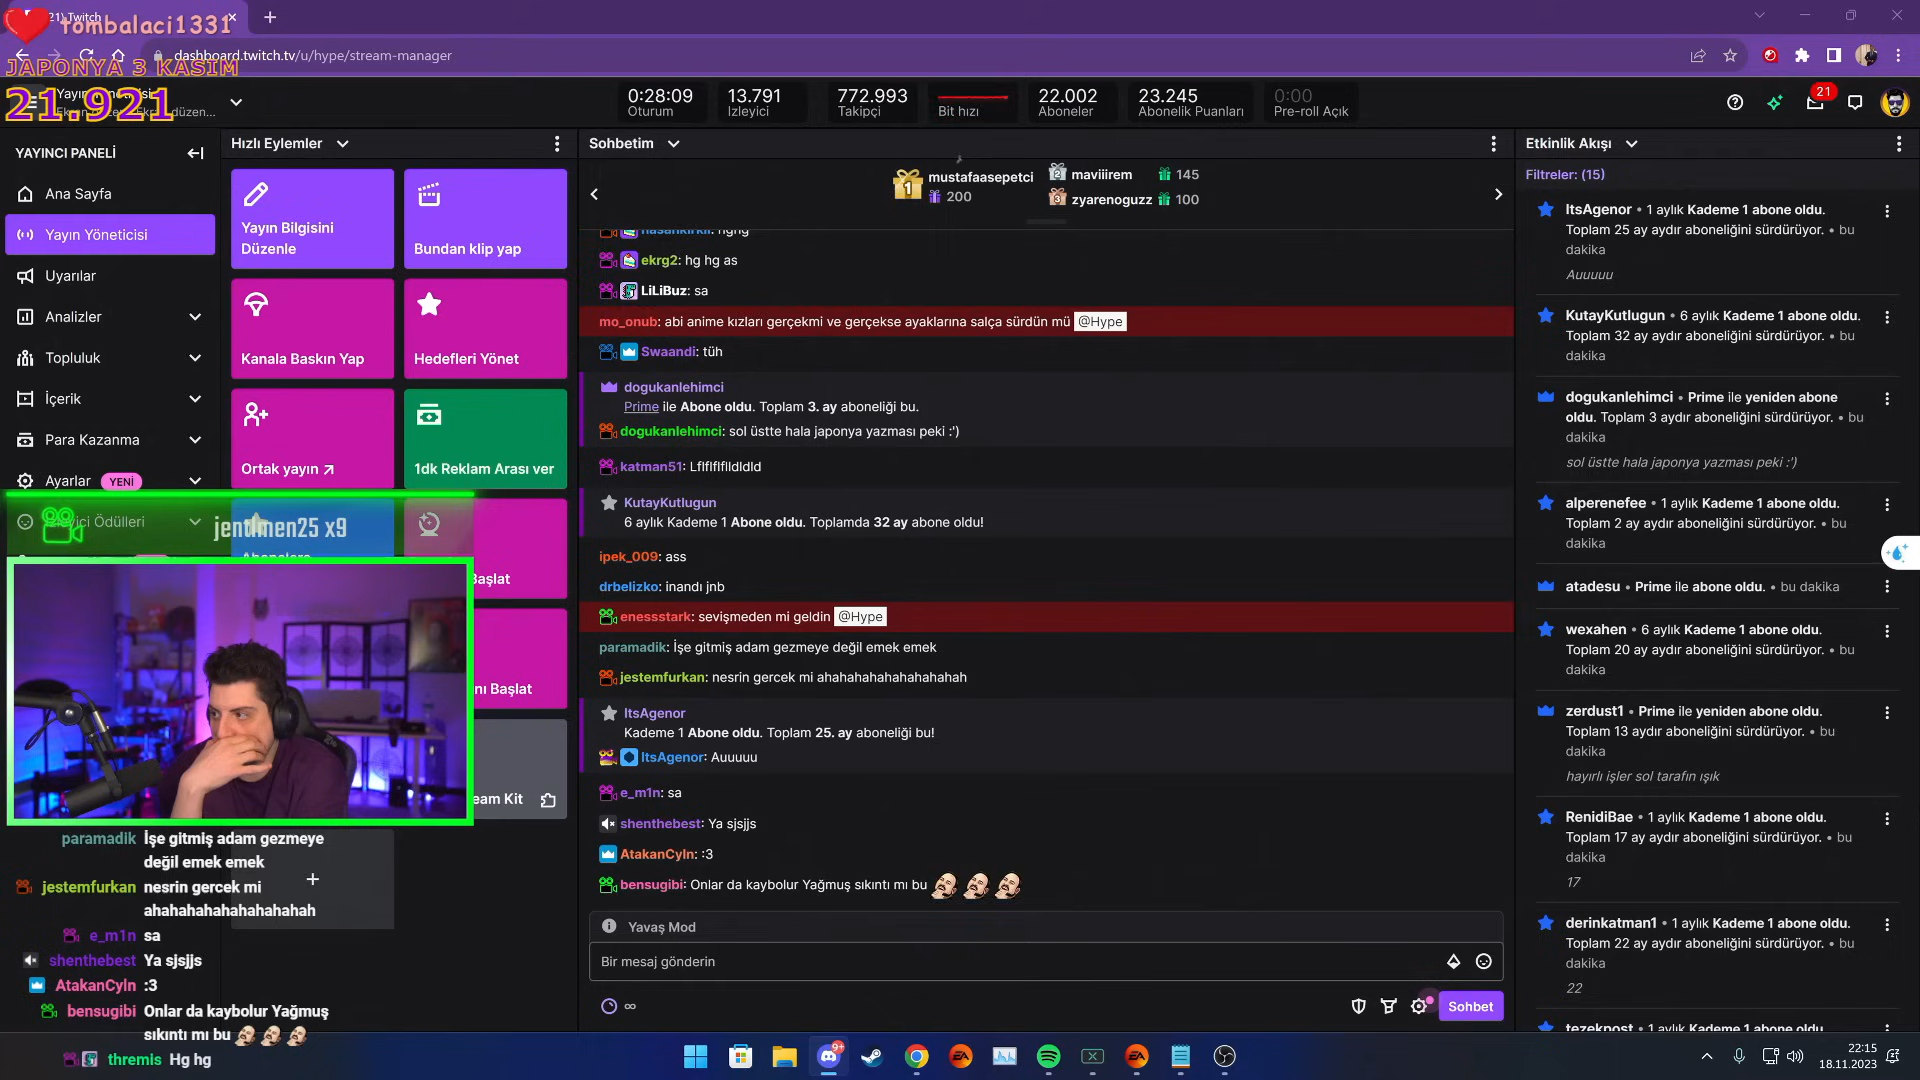 tombalaci1331
Twitch
dashboard.twitch.tv/u/hype/stream-manager
JAPONYA 3 KASIM
21.921
0:28:09
Oturum
13.791
İzleyici
772.993
Takipçi
Bit hızı
22.002
Aboneler
23.245
Abonelik Puanları
0:00
Pre-roll Açık
21
YAYINCI PANELİ
Ana Sayfa
Yayın Yöneticisi
Uyarılar
Analizler
Topluluk
İçerik
Para Kazanma
Ayarlar YENİ
Ödülleri
jentilmen25 x9
Hızlı Eylemler
Yayın Bilgisini
Düzenle
Bundan klip yap
Kanala Baskın Yap
Hedefleri Yönet
Ortak yayın
1dk Reklam Arası ver
paramadik İşe gitmiş adam gezmeye
değil emek emek
jestemfurkan nesrin gercek mi
ahahahahahahahahah
e_m1n sa
shenthebest Ya sjsjjs
AtakanCyln :3
bensugibi Onlar da kaybolur Yağmuş
sıkıntı mı bu
thremls Hg hg
Sohbetim
1 mustafaasepetci
200
2 maviiirem 145
3 zyarenoguzz 100
ekrg2: hg hg as
LiLiBuz: sa
mo_onub: abi anime kızları gerçekmi ve gerçekse ayaklarına salça sürdün mü @Hype
Swaandi: tüh
dogukanlehimci
Prime ile Abone oldu. Toplam 3. ay aboneliği bu.
dogukanlehimci: sol üstte hala japonya yazması peki :')
katman51: Lflflflflldldld
KutayKutlugun
6 aylık Kademe 1 Abone oldu. Toplamda 32 ay abone oldu!
ipek_009: ass
drbelizko: inandı jnb
enessstark: sevişmeden mi geldin @Hype
paramadik: İşe gitmiş adam gezmeye değil emek emek
jestemfurkan: nesrin gercek mi ahahahahahahahahah
ItsAgenor
Kademe 1 Abone oldu. Toplam 25. ay aboneliği bu!
ItsAgenor: Auuuuu
e_m1n: sa
shenthebest: Ya sjsjjs
AtakanCyln: :3
bensugibi: Onlar da kaybolur Yağmuş sıkıntı mı bu
Yavaş Mod
Bir mesaj gönderin
∞
Sohbet
Etkinlik Akışı
Filtreler: (15)
ItsAgenor • 1 aylık Kademe 1 abone oldu.
Toplam 25 ay aydır aboneliğini sürdürüyor. • bu
dakika
Auuuuu
KutayKutlugun • 6 aylık Kademe 1 abone oldu.
Toplam 32 ay aydır aboneliğini sürdürüyor. • bu
dakika
dogukanlehimci • Prime ile yeniden abone
oldu. Toplam 3 aydır aboneliğini sürdürüyor. • bu
dakika
sol üstte hala japonya yazması peki :')
alperenefee • 1 aylık Kademe 1 abone oldu.
Toplam 2 ay aydır aboneliğini sürdürüyor. • bu
dakika
atadesu • Prime ile abone oldu. • bu dakika
wexahen • 6 aylık Kademe 1 abone oldu.
Toplam 20 ay aydır aboneliğini sürdürüyor. • bu
dakika
zerdust1 • Prime ile yeniden abone oldu.
Toplam 13 aydır aboneliğini sürdürüyor. • bu
dakika
hayırlı işler sol tarafın ışık
RenidiBae • 1 aylık Kademe 1 abone oldu.
Toplam 17 ay aydır aboneliğini sürdürüyor. • bu
dakika
17
derinkatman1 • 1 aylık Kademe 1 abone oldu.
Toplam 22 ay aydır aboneliğini sürdürüyor. • bu
dakika
22
tezekpost • 1 aylık Kademe 1 abone oldu.
9+
22:15
18.11.2023